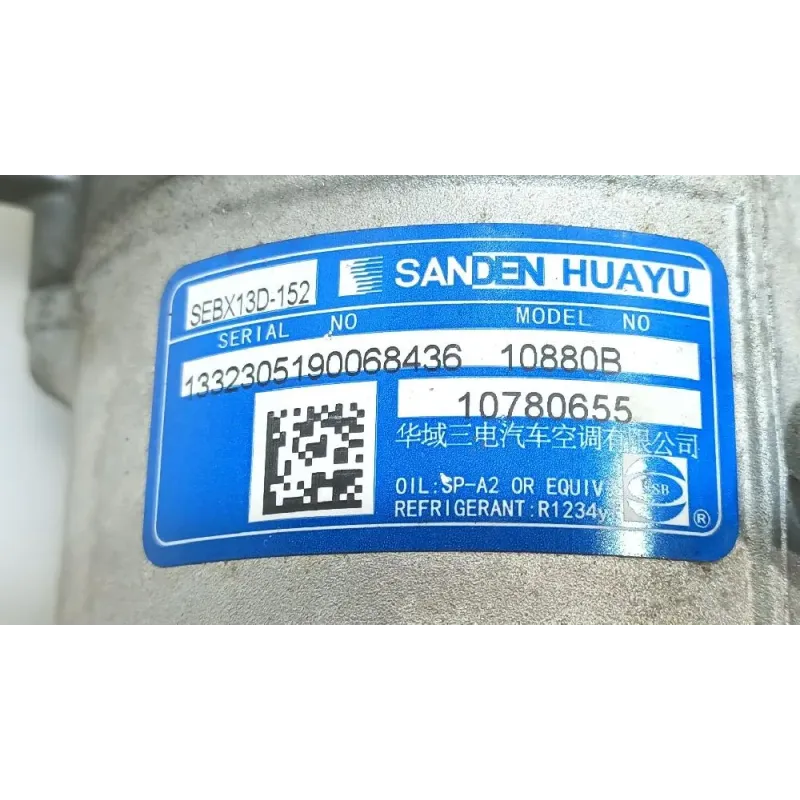 SEBX13D-152 SANDEN HUAYU
SERIAL NO MODEL NO
1332305190068436 10880B
10780655
华域三电汽车空调有限公司
OIL:SP-A2 OR EQUIV
REFRIGERANT:R1234y
SSB ®